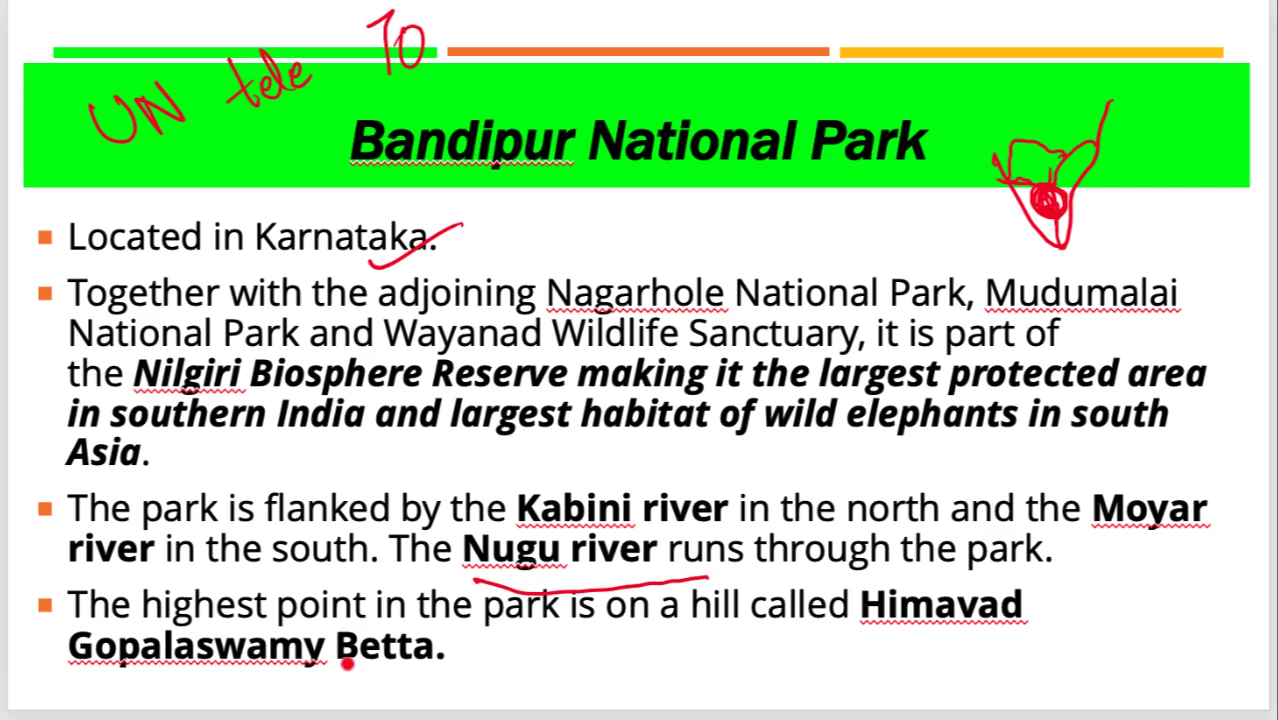 UN tele 70
Bandipur National Park
Located in Karnataka.
Together with the adjoining Nagarhole National Park, Mudumalai
National Park and Wayanad Wildlife Sanctuary, it is part of
the Nilgiri Biosphere Reserve making it the largest protected area
in southern India and largest habitat of wild elephants in south
Asia.
The park is flanked by the Kabini river in the north and the Moyar
river in the south. The Nugu river runs through the park.
The highest point in the park is on a hill called Himavad
Gopalaswamy Betta.